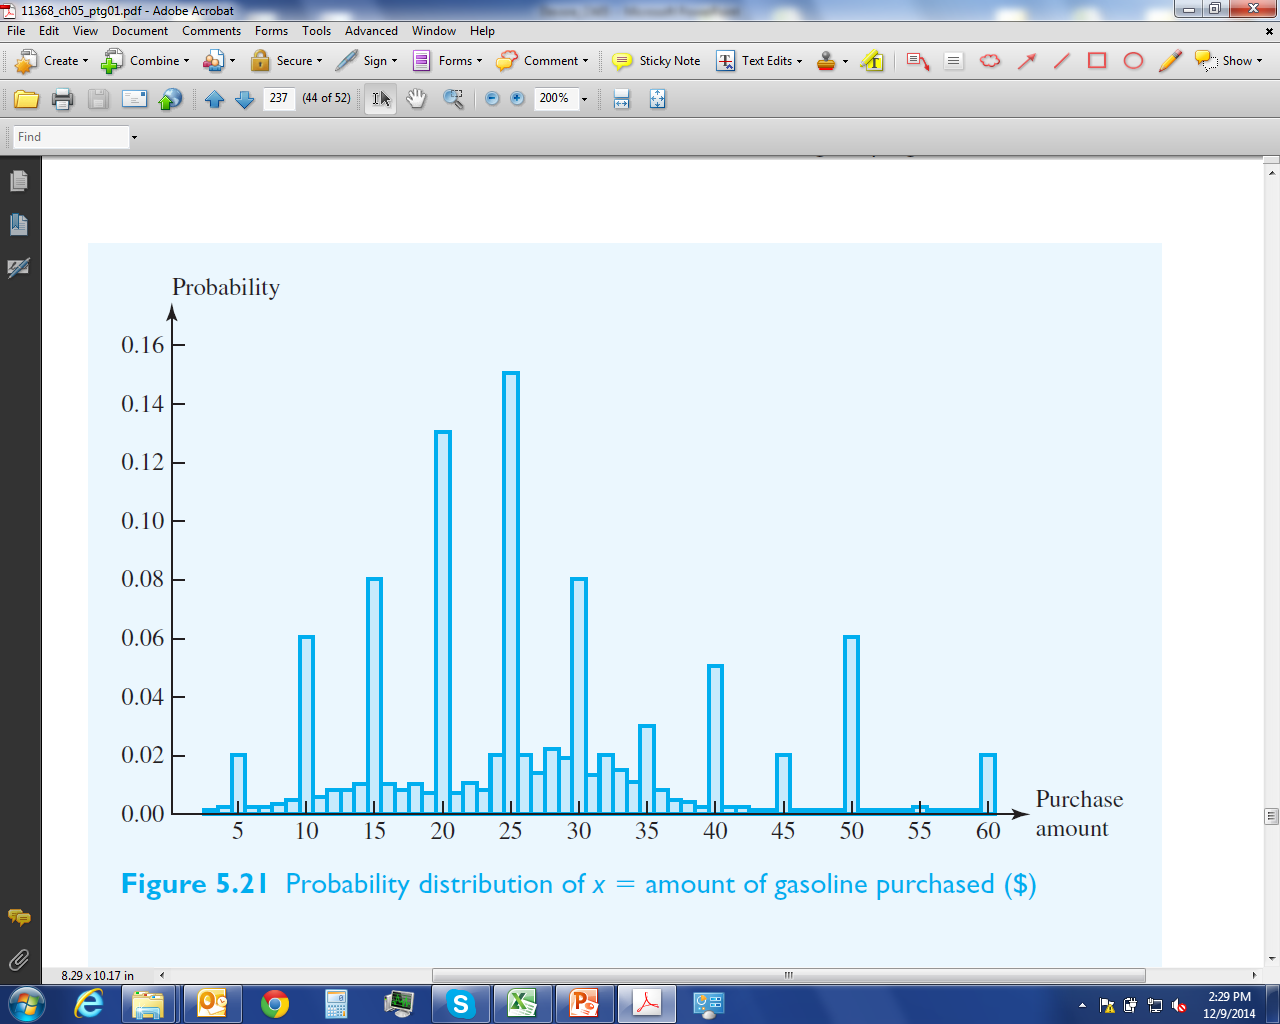 11368_ch05_ptg01.pdf - Adobe Acrobat
File Edit View Document Comments Forms Tools Advanced Window Help
Create Combine Secure Sign Forms Comment Sticky Note Text Edits Show
237 (44 of 52) 200%
Find
Probability
0.16
0.14
0.12
0.10
0.08
0.06
0.04
0.02
0.00
5 10 15 20 25 30 35 40 45 50 55 60
Purchase
amount
Figure 5.21 Probability distribution of x = amount of gasoline purchased ($)
8.29 x 10.17 in
2:29 PM
12/9/2014